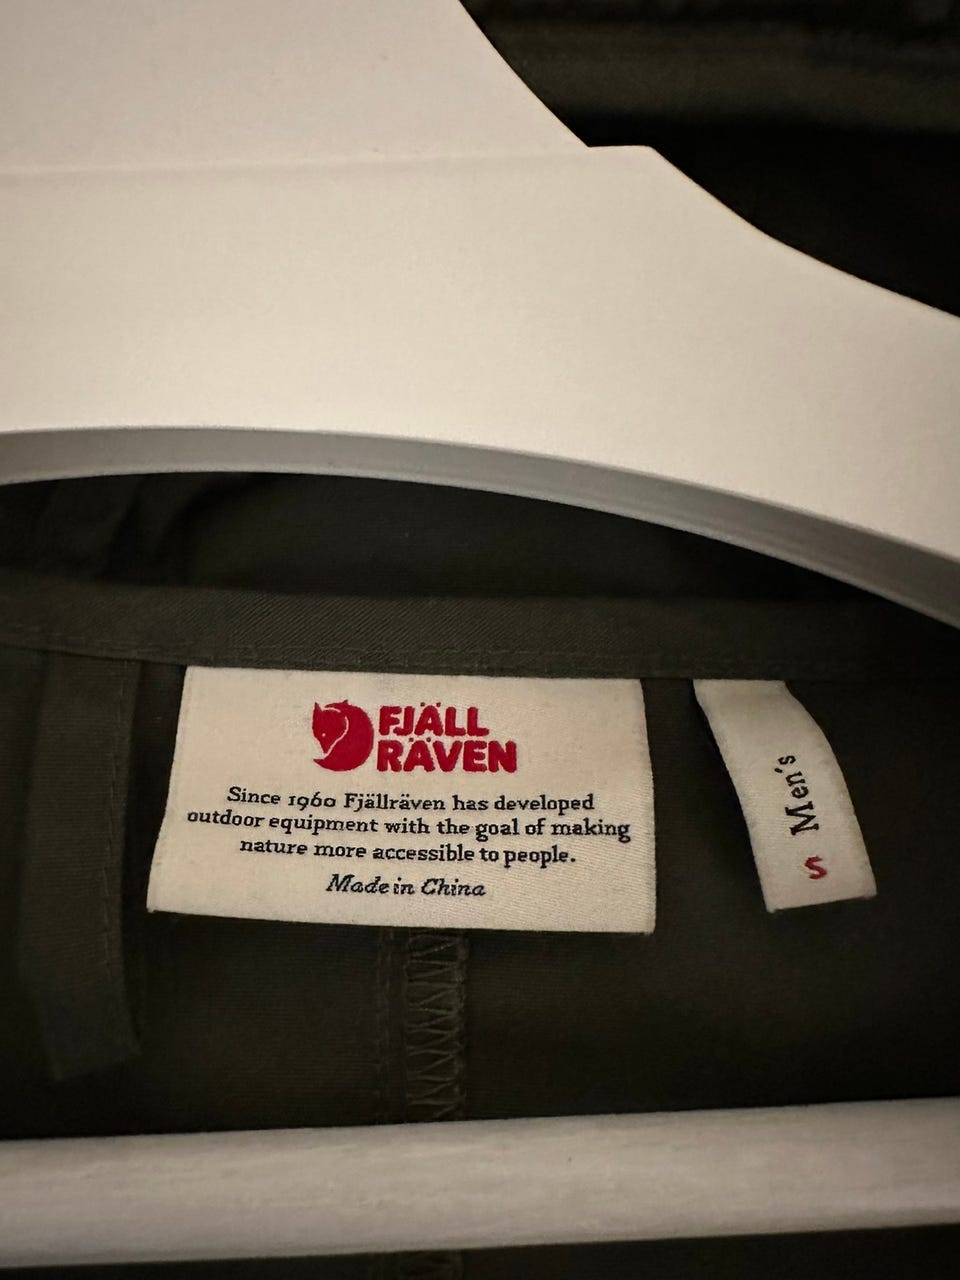 FJÄLL
RÄVEN
Since 1960 Fjällräven has developed
outdoor equipment with the goal of making
nature more accessible to people.
Made in China
Men's
S